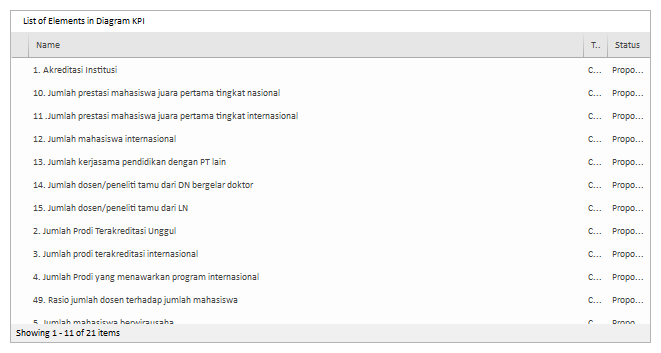 List of Elements in Diagram KPI
Name T.. Status
1. Akreditasi Institusi C... Propo...
10. Jumlah prestasi mahasiswa juara pertama tingkat nasional C... Propo...
11 .Jumlah prestasi mahasiswa juara pertama tingkat internasional C... Propo...
12. Jumlah mahasiswa internasional C... Propo...
13. Jumlah kerjasama pendidikan dengan PT lain C... Propo...
14. Jumlah dosen/peneliti tamu dari DN bergelar doktor C... Propo...
15. Jumlah dosen/peneliti tamu dari LN C... Propo...
2. Jumlah Prodi Terakreditasi Unggul C... Propo...
3. Jumlah prodi terakreditasi internasional C... Propo...
4. Jumlah Prodi yang menawarkan program internasional C... Propo...
49. Rasio jumlah dosen terhadap jumlah mahasiswa C... Propo...
5. Jumlah mahasiswa berwirausaha C... Propo...
Showing 1 - 11 of 21 items